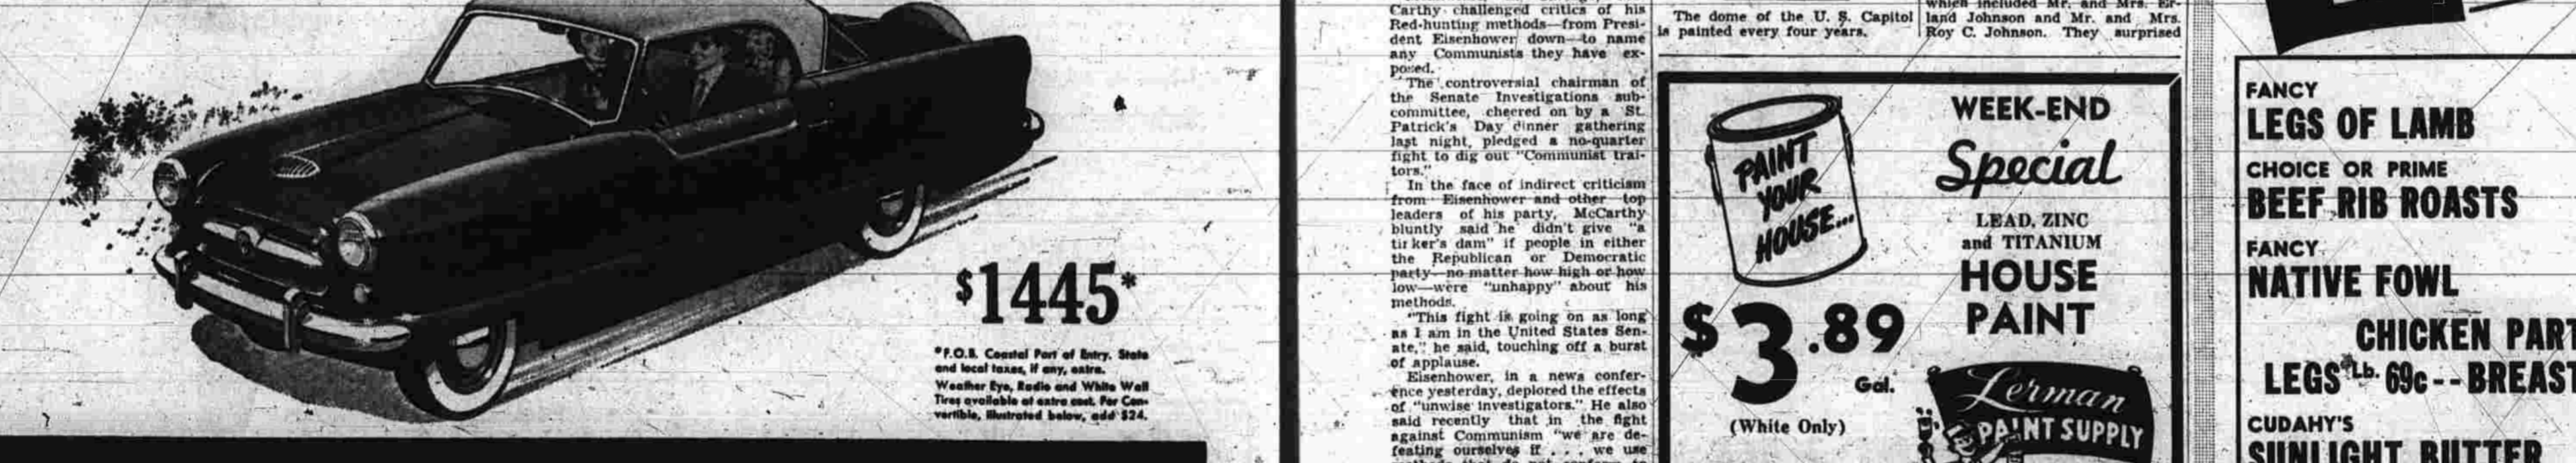 $1445*
*F.O.B. Coastal Port of Entry. State
and local taxes, if any, extra.
Weather Eye, Radio and White Wall
Tires available at extra cost. For Con-
vertible, illustrated below, add $24.
Carthy challenged critics of his
Red-hunting methods—from Presi-
dent Eisenhower down—to name
any Communists they have ex-
posed.
The controversial chairman of
the Senate Investigations sub-
committee, cheered on by a St.
Patrick's Day dinner gathering
last night, pledged a no-quarter
fight to dig out "Communist trai-
tors."
In the face of indirect criticism
from Eisenhower and other top
leaders of his party, McCarthy
bluntly said he didn't give "a
tinker's dam" if people in either
the Republican or Democratic
party—no matter how high or how
low—were "unhappy" about his
methods.
"This fight is going on as long
as I am in the United States Sen-
ate," he said, touching off a burst
of applause.
Eisenhower, in a news confer-
ence yesterday, deplored the effects
of "unwise investigators." He also
said recently that in the fight
against Communism "we are de-
feating ourselves if . . . we use
The dome of the U. S. Capitol
is painted every four years.
which included Mr. and Mrs. Er-
land Johnson and Mr. and Mrs.
Roy C. Johnson. They surprised
PAINT
YOUR
HOUSE...
WEEK-END
Special
LEAD, ZINC
and TITANIUM
HOUSE
PAINT
$3.89
Gal.
(White Only)
Lerman
PAINT SUPPLY
FANCY
LEGS OF LAMB
CHOICE OR PRIME
BEEF RIB ROASTS
FANCY
NATIVE FOWL
CHICKEN PART
LEGS Lb. 69c -- BREAST
CUDAHY'S
SUNLIGHT BUTTER